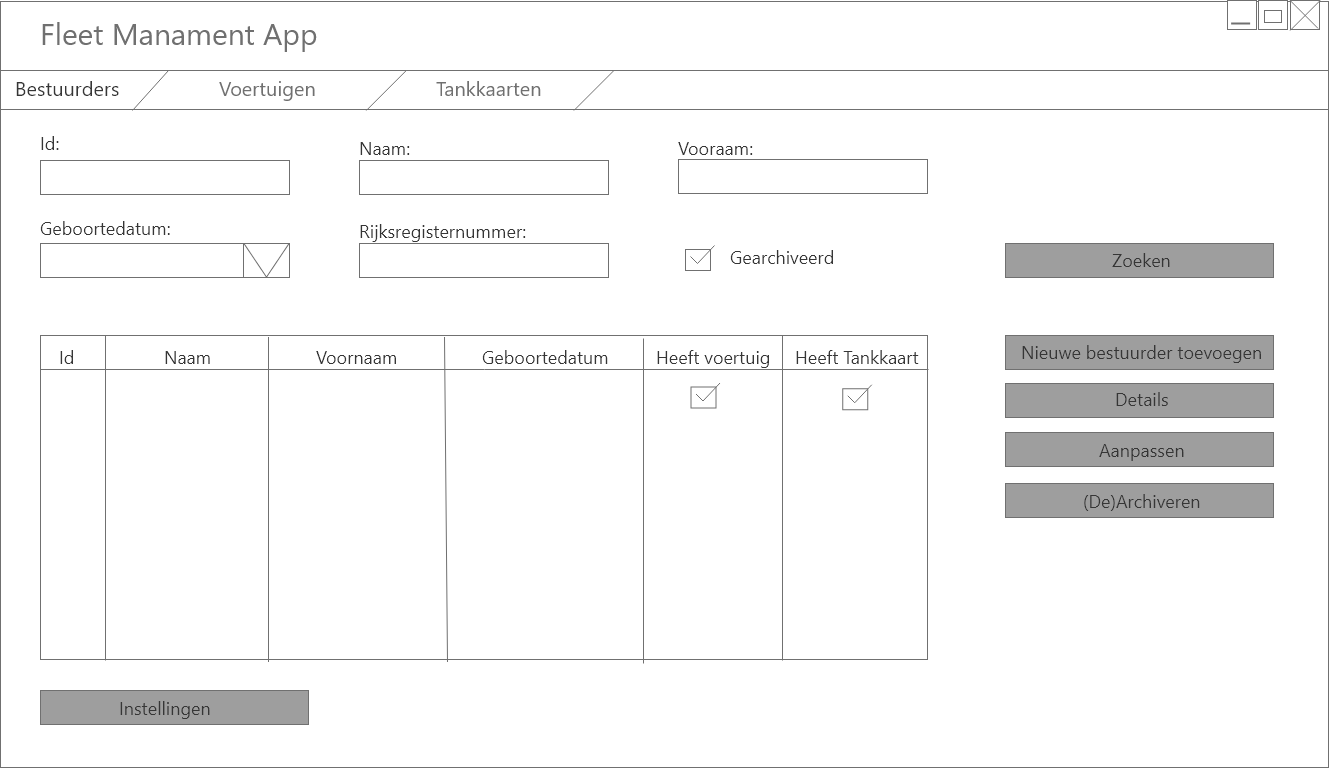 Fleet Manament App
Bestuurders Voertuigen Tankkaarten
Id: Naam: Vooraam:
Geboortedatum: Rijksregisternummer: Gearchiveerd Zoeken
Id Naam Voornaam Geboortedatum Heeft voertuig Heeft Tankkaart
Nieuwe bestuurder toevoegen
Details
Aanpassen
(De)Archiveren
Instellingen